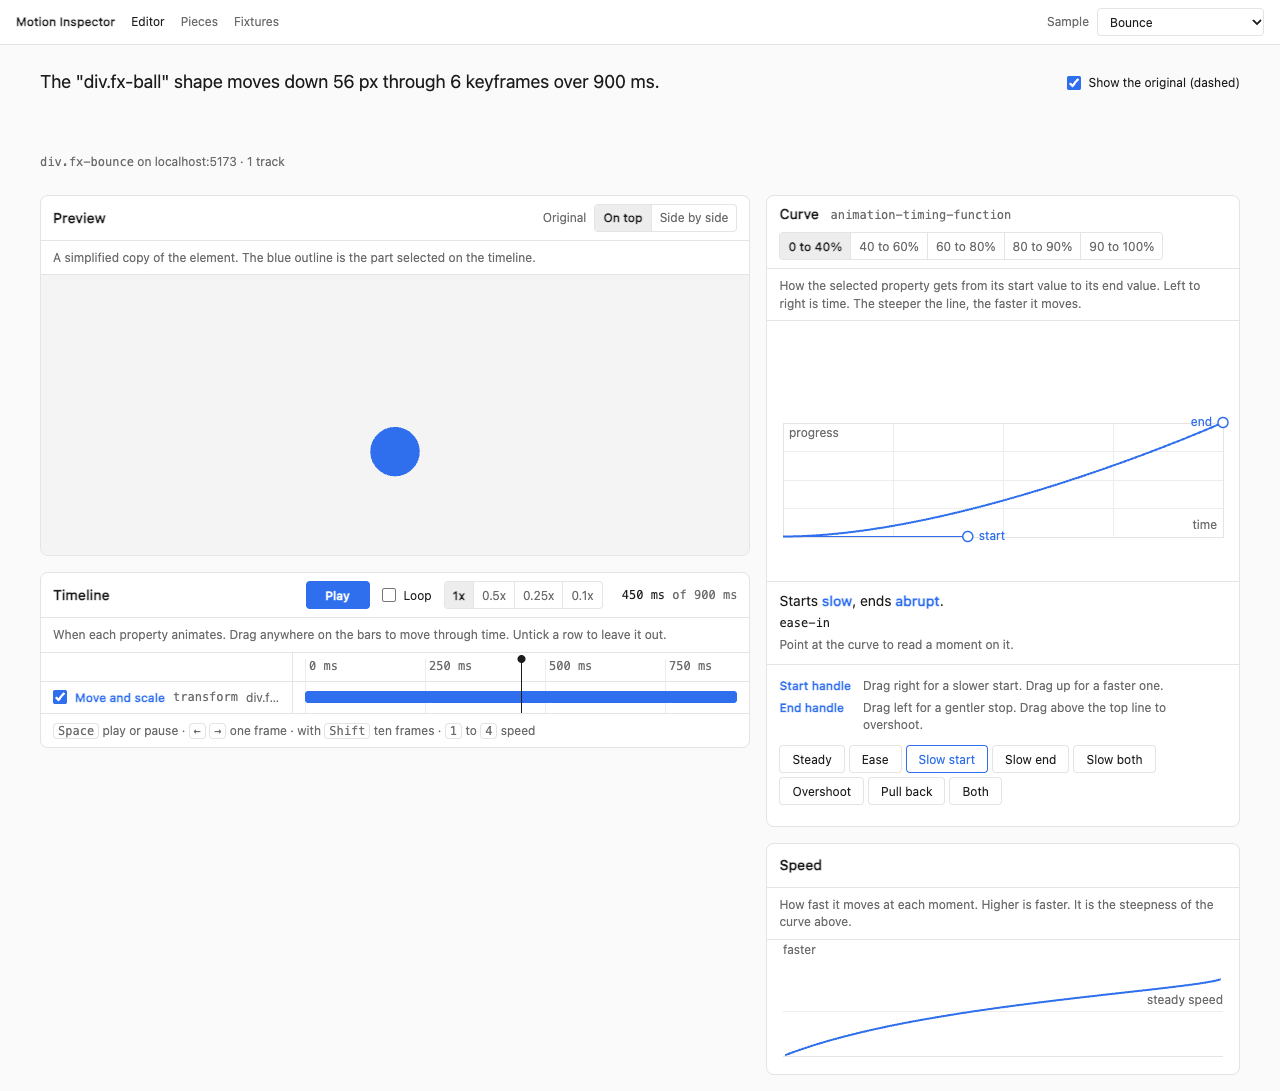 Motion Inspector Editor Pieces Fixtures Sample Bounce
The "div.fx-ball" shape moves down 56 px through 6 keyframes over 900 ms.
Show the original (dashed)
div.fx-bounce on localhost:5173 · 1 track
Preview Original On top Side by side
A simplified copy of the element. The blue outline is the part selected on the timeline.
Timeline Play Loop 1x 0.5x 0.25x 0.1x 450 ms of 900 ms
When each property animates. Drag anywhere on the bars to move through time. Untick a row to leave it out.
0 ms 250 ms 500 ms 750 ms
Move and scale transform div.f...
Space play or pause · ← → one frame · with Shift ten frames · 1 to 4 speed
Curve animation-timing-function
0 to 40% 40 to 60% 60 to 80% 80 to 90% 90 to 100%
How the selected property gets from its start value to its end value. Left to
right is time. The steeper the line, the faster it moves.
end
progress
time
start
Starts slow, ends abrupt.
ease-in
Point at the curve to read a moment on it.
Start handle Drag right for a slower start. Drag up for a faster one.
End handle Drag left for a gentler stop. Drag above the top line to
overshoot.
Steady Ease Slow start Slow end Slow both
Overshoot Pull back Both
Speed
How fast it moves at each moment. Higher is faster. It is the steepness of the
curve above.
faster
steady speed